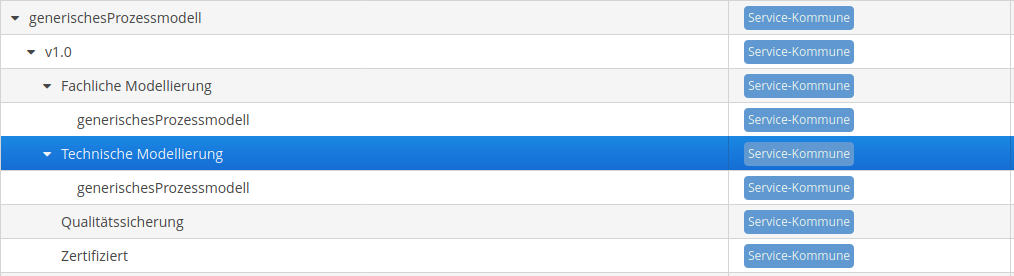 generischesProzessmodell Service-Kommune
v1.0 Service-Kommune
Fachliche Modellierung Service-Kommune
generischesProzessmodell Service-Kommune
Technische Modellierung Service-Kommune
generischesProzessmodell Service-Kommune
Qualitätssicherung Service-Kommune
Zertifiziert Service-Kommune